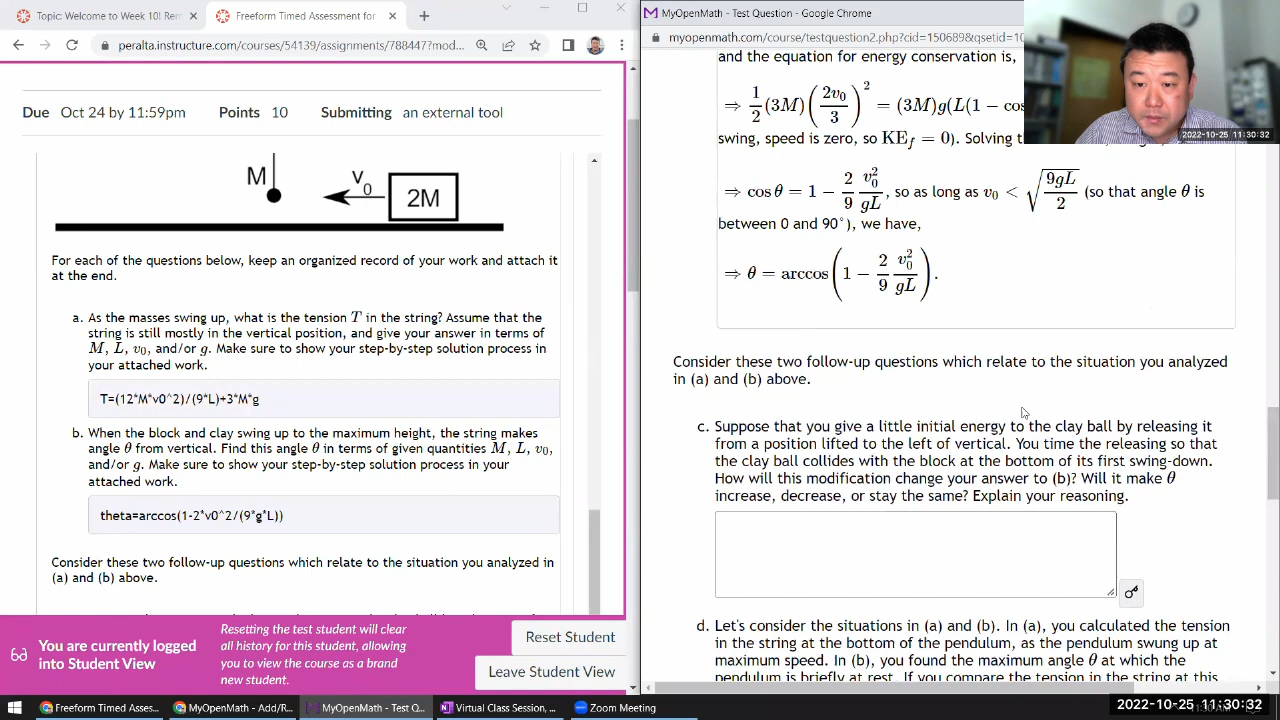 Topic: Welcome to Week 10! Rem
Freeform Timed Assessment for
peralta.instructure.com/courses/54139/assignments/788447?mod...
Due Oct 24 by 11:59pm Points 10 Submitting an external tool
M
v0
2M
For each of the questions below, keep an organized record of your work and attach it
at the end.
a. As the masses swing up, what is the tension T in the string? Assume that the
string is still mostly in the vertical position, and give your answer in terms of
M, L, v0, and/or g. Make sure to show your step-by-step solution process in
your attached work.
T=(12*M*v0^2)/(9*L)+3*M*g
b. When the block and clay swing up to the maximum height, the string makes
angle θ from vertical. Find this angle θ in terms of given quantities M, L, v0,
and/or g. Make sure to show your step-by-step solution process in your
attached work.
theta=arccos(1-2*v0^2/(9*g*L))
Consider these two follow-up questions which relate to the situation you analyzed in
(a) and (b) above.
You are currently logged
into Student View
Resetting the test student will clear
all history for this student, allowing
you to view the course as a brand
new student.
Reset Student
Leave Student View
MyOpenMath - Test Question - Google Chrome
myopenmath.com/course/testquestion2.php?cid=150689&qsetid=10
and the equation for energy conservation is,
⇒ 1/2 (3M) (2v0/3)^2 = (3M)g(L(1 − cos
swing, speed is zero, so KEf = 0). Solving
⇒ cos θ = 1 − 2/9 v0^2/gL, so as long as v0 < √(9gL/2) (so that angle θ is
between 0 and 90°), we have,
⇒ θ = arccos(1 − 2/9 v0^2/gL).
Consider these two follow-up questions which relate to the situation you analyzed
in (a) and (b) above.
c. Suppose that you give a little initial energy to the clay ball by releasing it
from a position lifted to the left of vertical. You time the releasing so that
the clay ball collides with the block at the bottom of its first swing-down.
How will this modification change your answer to (b)? Will it make θ
increase, decrease, or stay the same? Explain your reasoning.
d. Let's consider the situations in (a) and (b). In (a), you calculated the tension
in the string at the bottom of the pendulum, as the pendulum swung up at
maximum speed. In (b), you found the maximum angle θ at which the
pendulum is briefly at rest. If you compare the tension in the string at this
2022-10-25 11:30:32
Freeform Timed Asses...
MyOpenMath - Add/R...
MyOpenMath - Test Q...
Virtual Class Session, ...
Zoom Meeting
2022-10-25 11:30:32